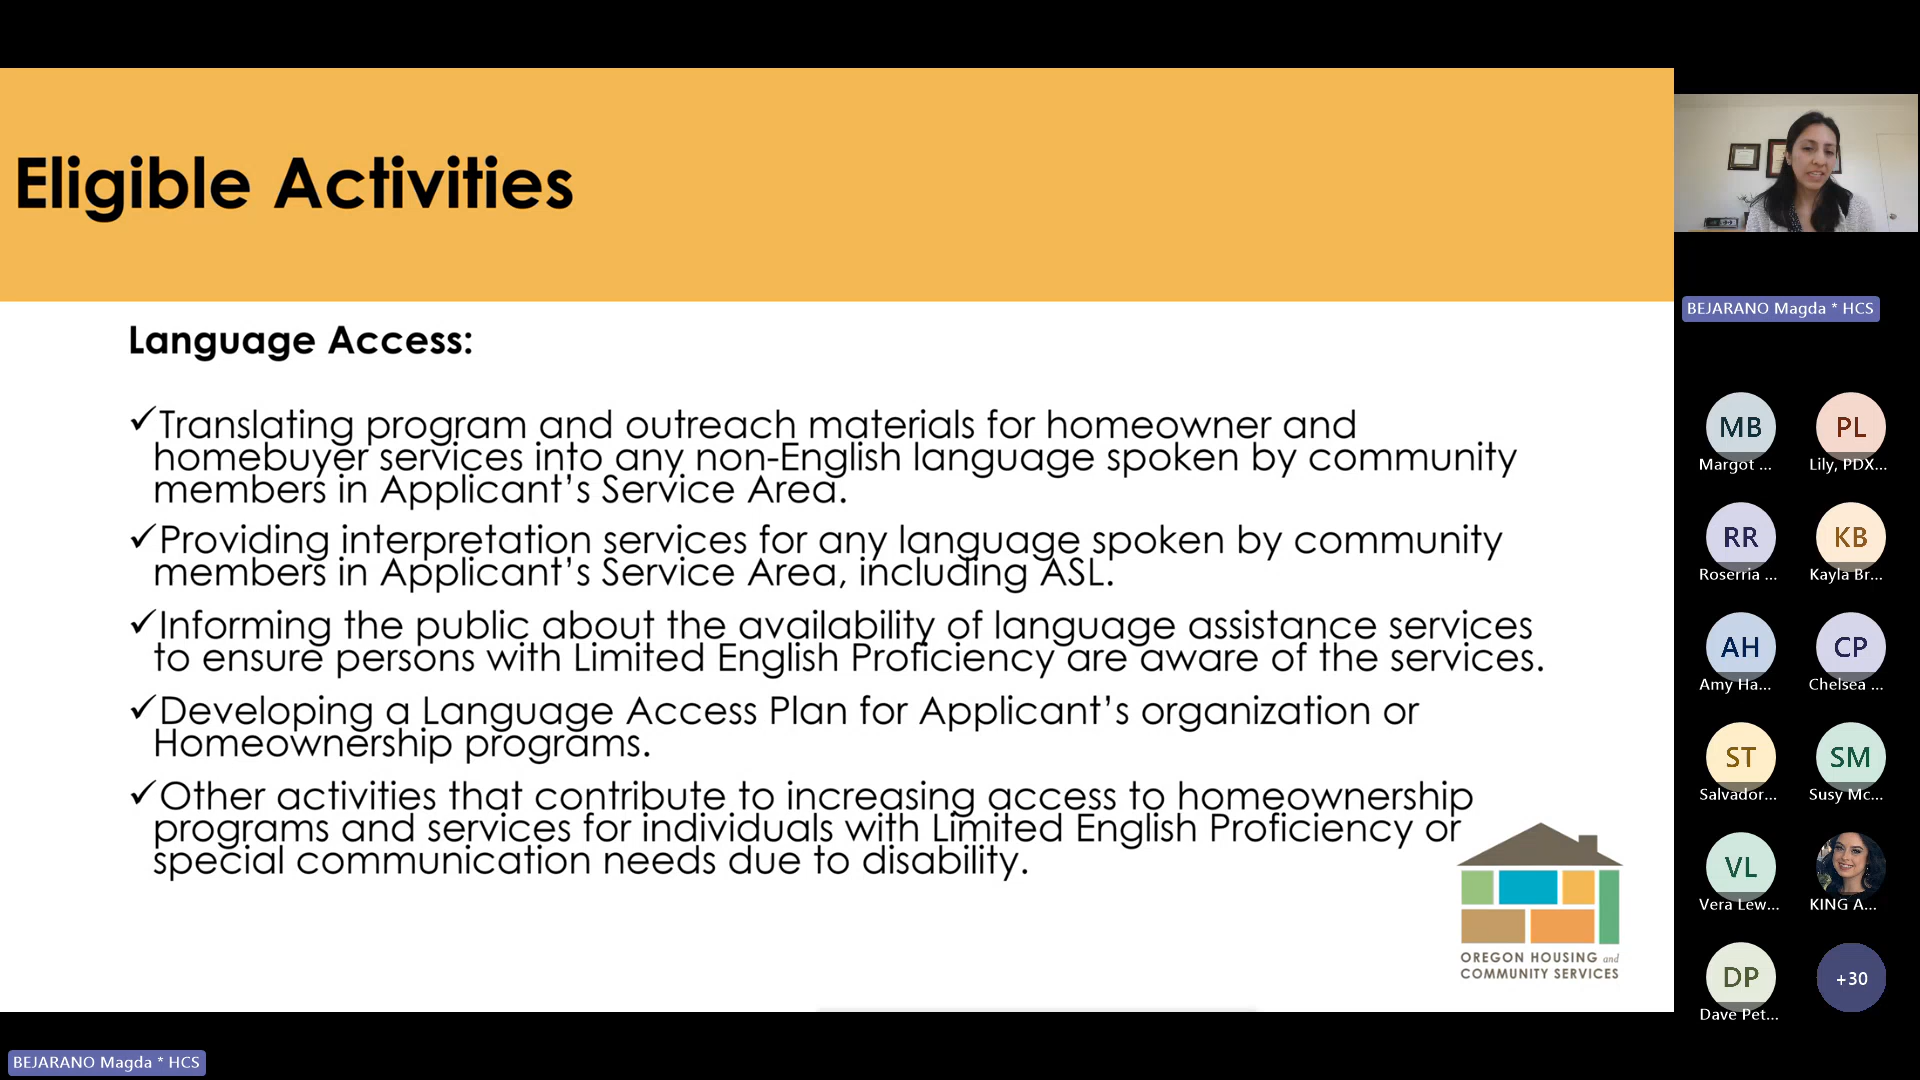 Eligible Activities
Language Access:
✓Translating program and outreach materials for homeowner and
homebuyer services into any non-English language spoken by community
members in Applicant's Service Area.
✓Providing interpretation services for any language spoken by community
members in Applicant's Service Area, including ASL.
✓Informing the public about the availability of language assistance services
to ensure persons with Limited English Proficiency are aware of the services.
✓Developing a Language Access Plan for Applicant's organization or
Homeownership programs.
✓Other activities that contribute to increasing access to homeownership
programs and services for individuals with Limited English Proficiency or
special communication needs due to disability.
OREGON HOUSING and
COMMUNITY SERVICES
BEJARANO Magda * HCS
MB
Margot ...
PL
Lily, PDX...
RR
Roserria ...
KB
Kayla Br...
AH
Amy Ha...
CP
Chelsea ...
ST
Salvador...
SM
Susy Mc...
VL
Vera Lew...
KING A...
DP
Dave Pet...
+30
BEJARANO Magda * HCS